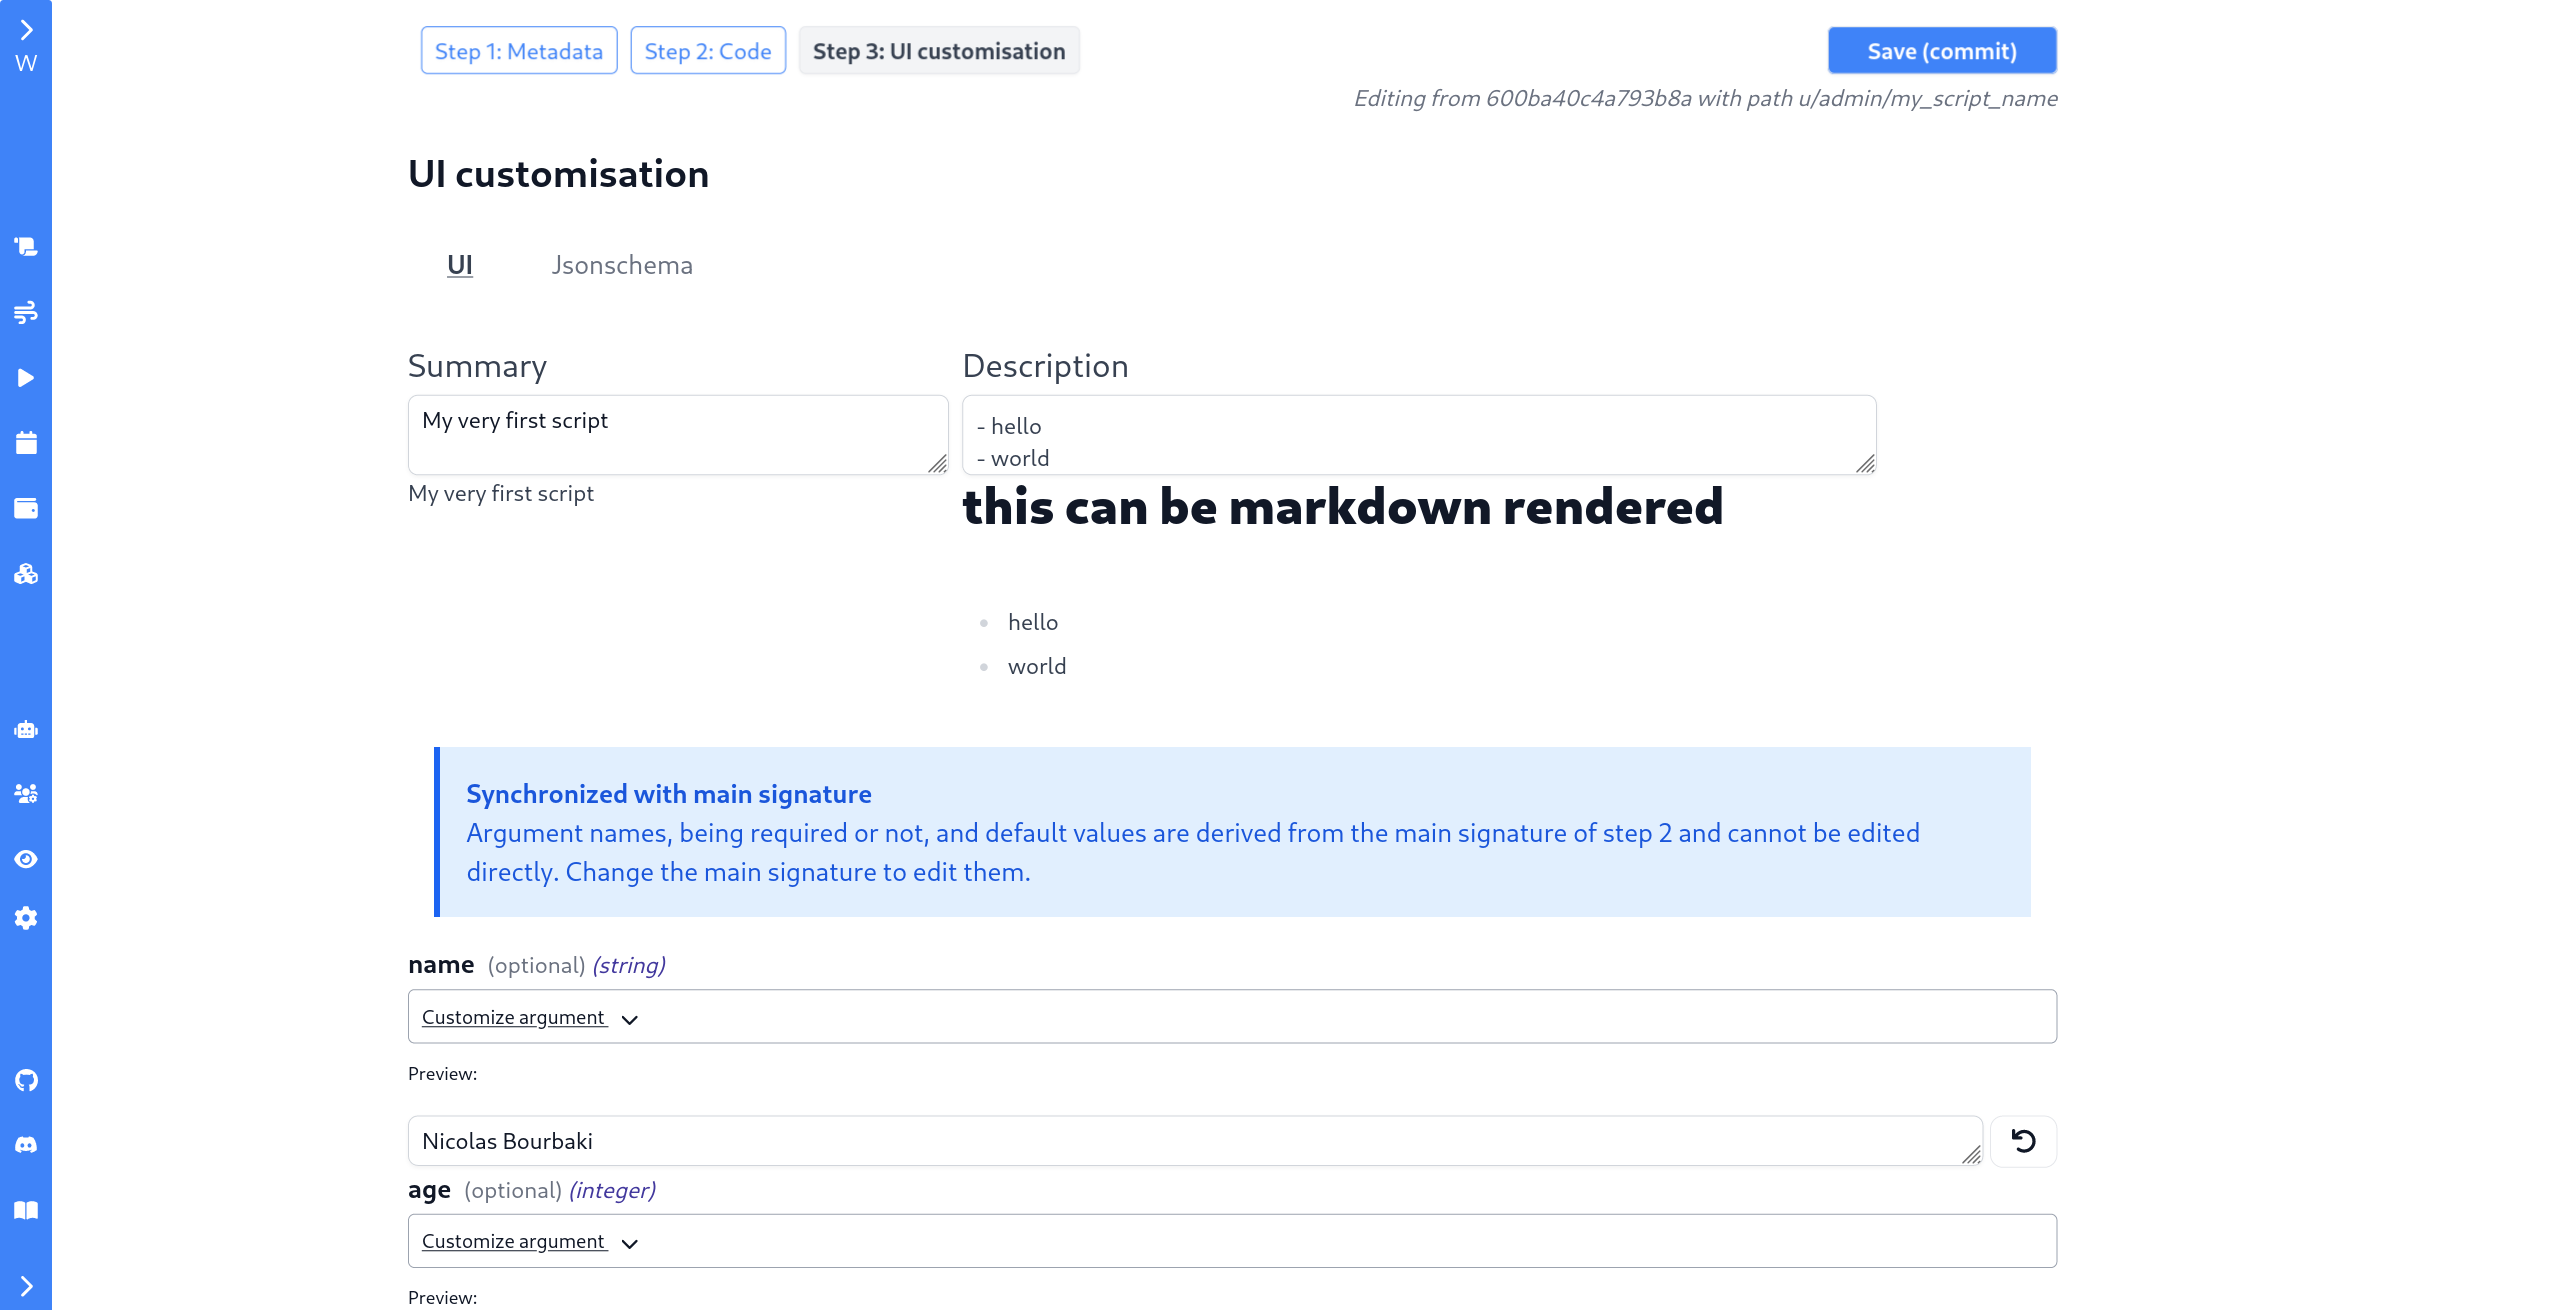 W
Step 1: Metadata
Step 2: Code
Step 3: UI customisation
Save (commit)
Editing from 600ba40c4a793b8a with path u/admin/my_script_name
UI customisation
UI
Jsonschema
Summary
Description
My very first script
- hello
- world
My very first script
this can be markdown rendered
hello
world
Synchronized with main signature
Argument names, being required or not, and default values are derived from the main signature of step 2 and cannot be edited
directly. Change the main signature to edit them.
name (optional) (string)
Customize argument
Preview:
Nicolas Bourbaki
age (optional) (integer)
Customize argument
Preview: